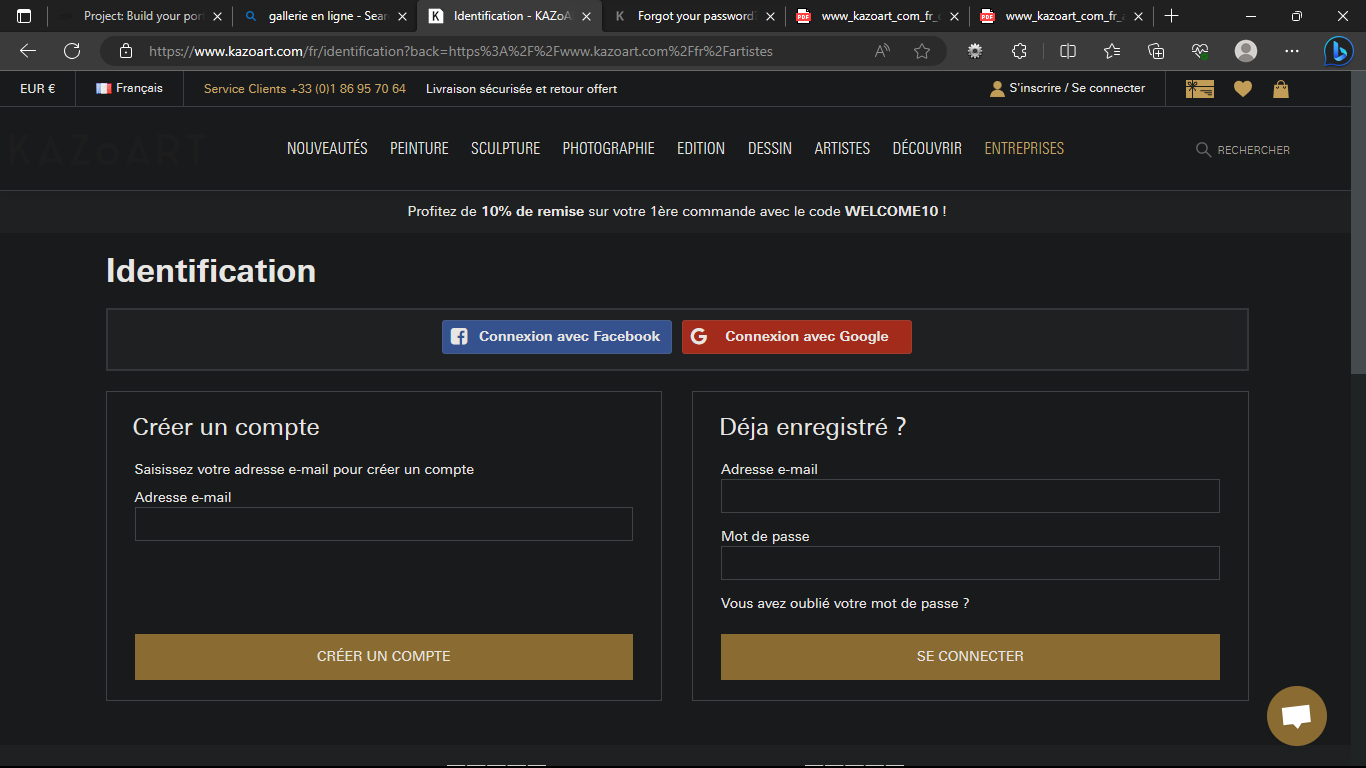 Project: Build your por
gallerie en ligne - Sear
Identification - KAZoA
Forgot your password?
www_kazoart_com_fr_
www_kazoart_com_fr_
https://www.kazoart.com/fr/identification?back=https%3A%2F%2Fwww.kazoart.com%2Ffr%2Fartistes
EUR €
Français
Service Clients +33 (0)1 86 95 70 64
Livraison sécurisée et retour offert
S'inscrire / Se connecter
KAZoART
NOUVEAUTÉS
PEINTURE
SCULPTURE
PHOTOGRAPHIE
EDITION
DESSIN
ARTISTES
DÉCOUVRIR
ENTREPRISES
RECHERCHER
Profitez de 10% de remise sur votre 1ère commande avec le code WELCOME10 !
Identification
Connexion avec Facebook
Connexion avec Google
Créer un compte
Saisissez votre adresse e-mail pour créer un compte
Adresse e-mail
CRÉER UN COMPTE
Déja enregistré ?
Adresse e-mail
Mot de passe
Vous avez oublié votre mot de passe ?
SE CONNECTER